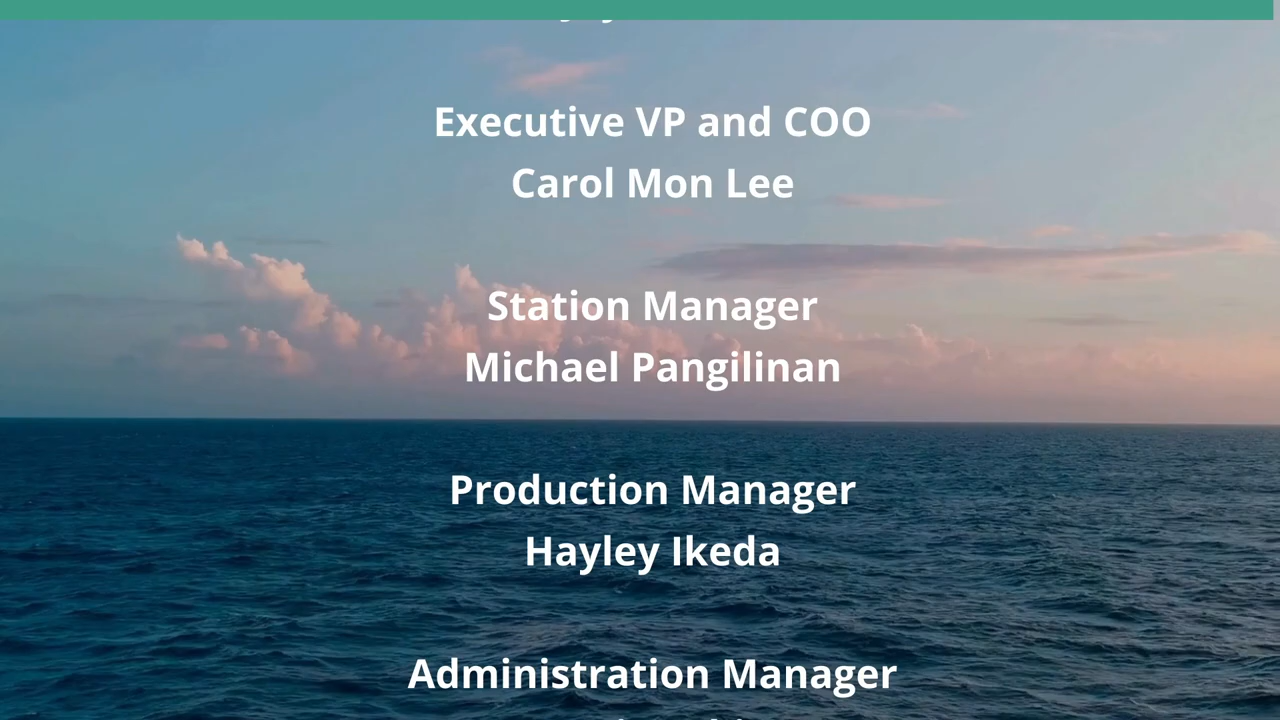 Executive VP and COO
Carol Mon Lee
Station Manager
Michael Pangilinan
Production Manager
Hayley Ikeda
Administration Manager